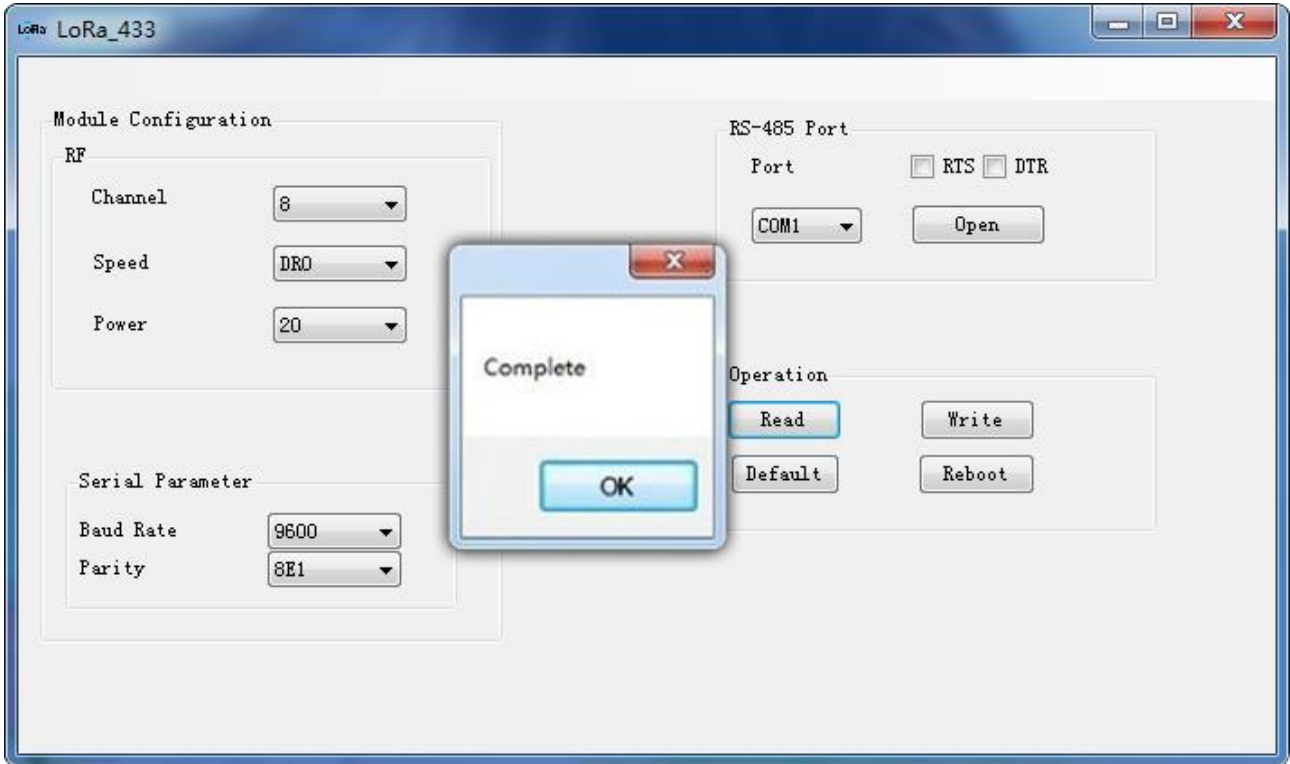 LoRa LoRa_433
Module Configuration
RF
Channel 8
Speed DR0
Power 20
Serial Parameter
Baud Rate 9600
Parity 8E1
RS-485 Port
Port RTS DTR
COM1 Open
Operation
Read Write
Default Reboot
Complete
OK